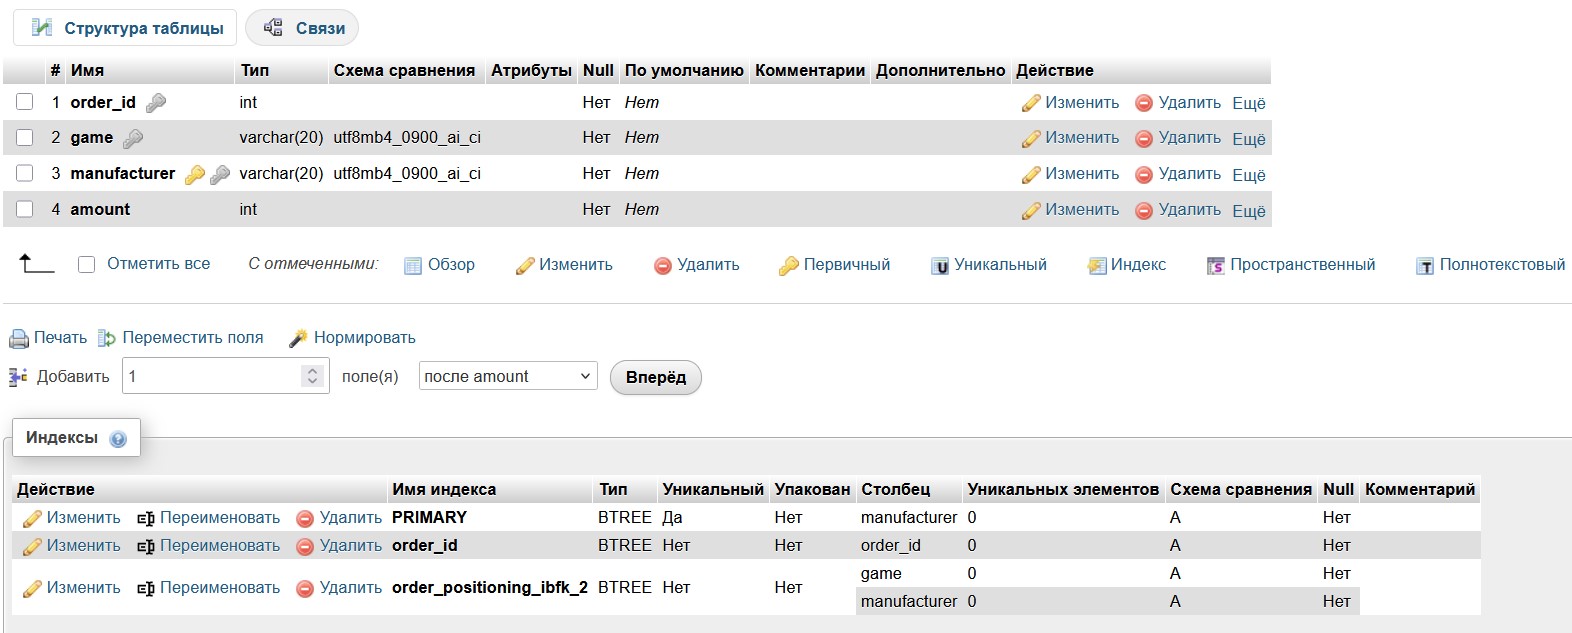 Структура таблицы Связи
# Имя Тип Схема сравнения Атрибуты Null По умолчанию Комментарии Дополнительно Действие
1 order_id int Нет Нет Изменить Удалить Ещё
2 game varchar(20) utf8mb4_0900_ai_ci Нет Нет Изменить Удалить Ещё
3 manufacturer varchar(20) utf8mb4_0900_ai_ci Нет Нет Изменить Удалить Ещё
4 amount int Нет Нет Изменить Удалить Ещё
Отметить все С отмеченными: Обзор Изменить Удалить Первичный U Уникальный Индекс S Пространственный T Полнотекстовый
Печать Переместить поля Нормировать
Добавить 1 поле(я) после amount Вперёд
Индексы ?
Действие Имя индекса Тип Уникальный Упакован Столбец Уникальных элементов Схема сравнения Null Комментарий
Изменить Переименовать Удалить PRIMARY BTREE Да Нет manufacturer 0 A Нет
Изменить Переименовать Удалить order_id BTREE Нет Нет order_id 0 A Нет
Изменить Переименовать Удалить order_positioning_ibfk_2 BTREE Нет Нет game 0 A Нет
manufacturer 0 A Нет